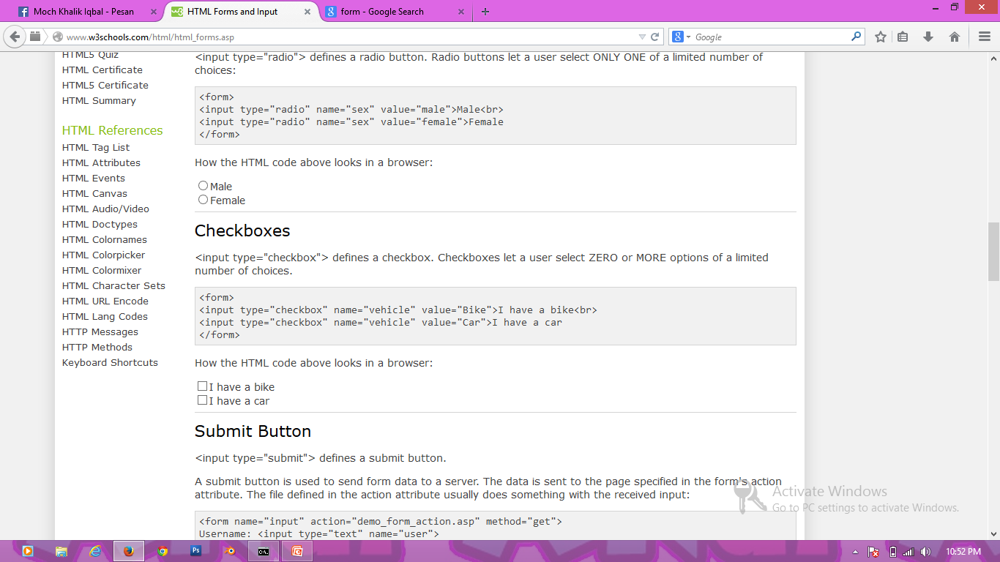 Moch Khalik Iqbal - Pesan
HTML Forms and Input
form - Google Search
www.w3schools.com/html/html_forms.asp
Google
HTML5 Quiz
HTML Certificate
HTML5 Certificate
HTML Summary
HTML References
HTML Tag List
HTML Attributes
HTML Events
HTML Canvas
HTML Audio/Video
HTML Doctypes
HTML Colornames
HTML Colorpicker
HTML Colormixer
HTML Character Sets
HTML URL Encode
HTML Lang Codes
HTTP Messages
HTTP Methods
Keyboard Shortcuts
<input type="radio"> defines a radio button. Radio buttons let a user select ONLY ONE of a limited number of
choices:
<form>
<input type="radio" name="sex" value="male">Male<br>
<input type="radio" name="sex" value="female">Female
</form>
How the HTML code above looks in a browser:
Male
Female
Checkboxes
<input type="checkbox"> defines a checkbox. Checkboxes let a user select ZERO or MORE options of a limited
number of choices.
<form>
<input type="checkbox" name="vehicle" value="Bike">I have a bike<br>
<input type="checkbox" name="vehicle" value="Car">I have a car
</form>
How the HTML code above looks in a browser:
I have a bike
I have a car
Submit Button
<input type="submit"> defines a submit button.
A submit button is used to send form data to a server. The data is sent to the page specified in the form's action
attribute. The file defined in the action attribute usually does something with the received input:
<form name="input" action="demo_form_action.asp" method="get">
Username: <input type="text" name="user">
Activate Windows
Go to PC settings to activate Windows.
10:52 PM